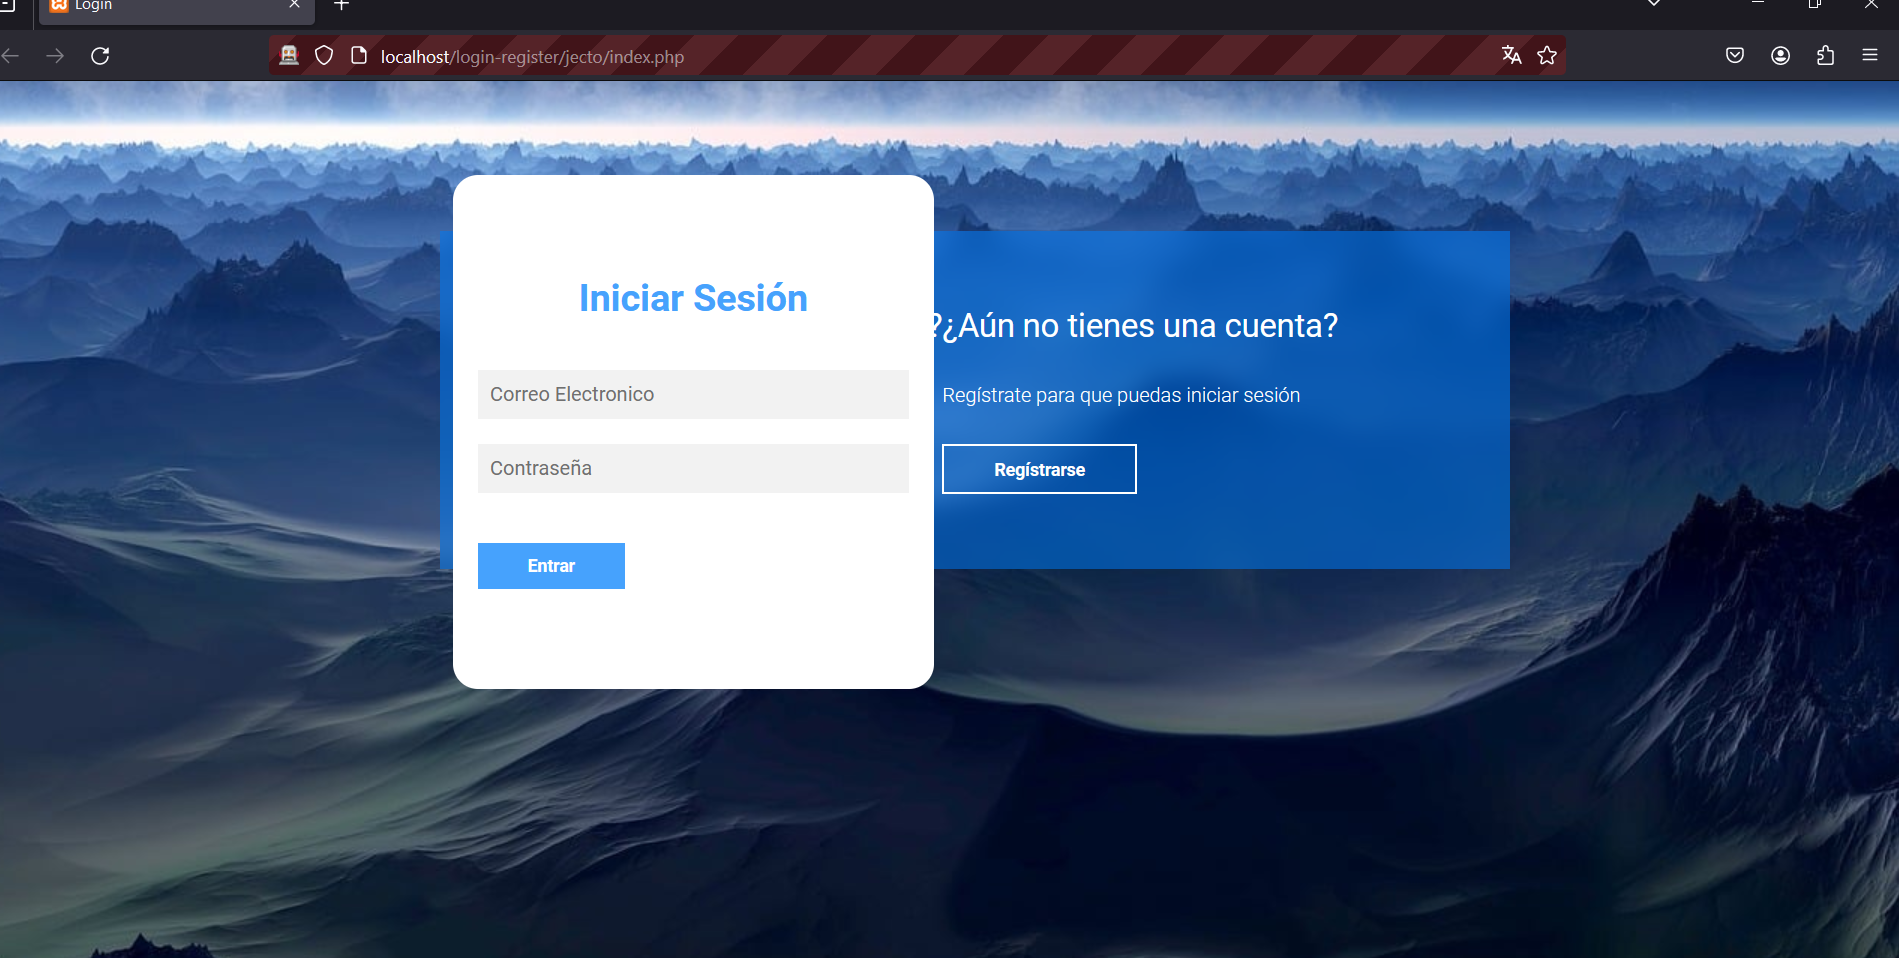 Login
localhost/login-register/jecto/index.php
Iniciar Sesión
Correo Electronico
Contraseña
Entrar
?¿Aún no tienes una cuenta?
Regístrate para que puedas iniciar sesión
Regístrarse